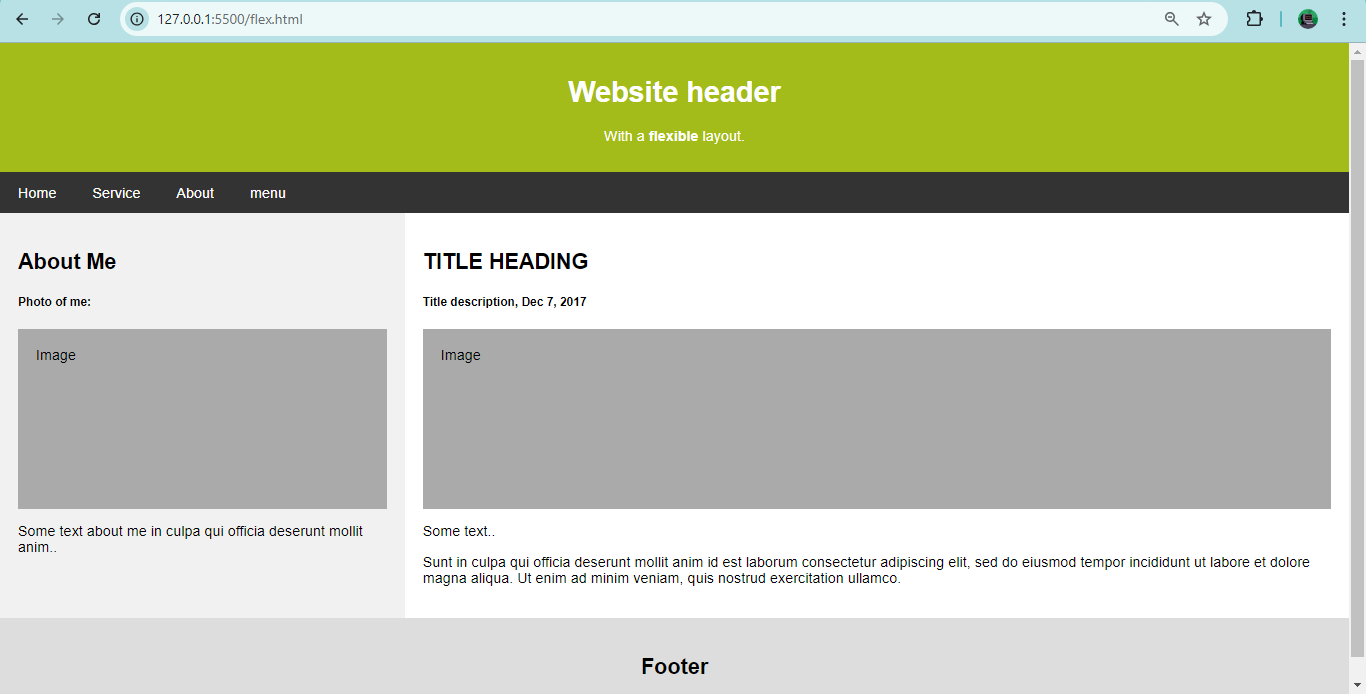 127.0.0.1:5500/flex.html
Website header
With a flexible layout.
Home Service About menu
About Me
Photo of me:
Image
Some text about me in culpa qui officia deserunt mollit
anim..
TITLE HEADING
Title description, Dec 7, 2017
Image
Some text..
Sunt in culpa qui officia deserunt mollit anim id est laborum consectetur adipiscing elit, sed do eiusmod tempor incididunt ut labore et dolore
magna aliqua. Ut enim ad minim veniam, quis nostrud exercitation ullamco.
Footer